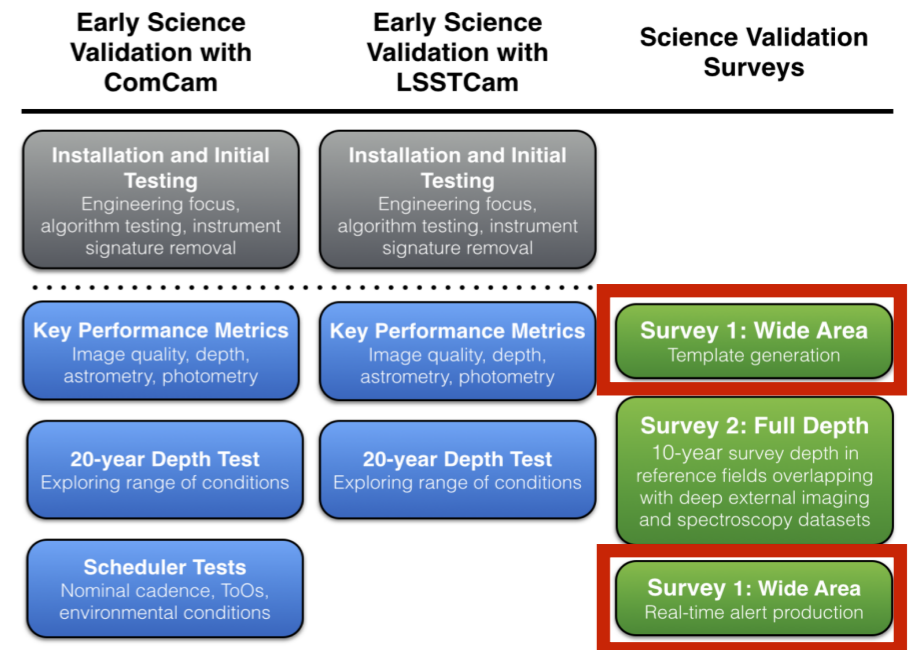 Early Science
Validation with
ComCam
Early Science
Validation with
LSSTCam
Science Validation
Surveys
Installation and Initial
Testing
Engineering focus,
algorithm testing, instrument
signature removal
Installation and Initial
Testing
Engineering focus,
algorithm testing, instrument
signature removal
Key Performance Metrics
Image quality, depth,
astrometry, photometry
Key Performance Metrics
Image quality, depth,
astrometry, photometry
Survey 1: Wide Area
Template generation
20-year Depth Test
Exploring range of conditions
20-year Depth Test
Exploring range of conditions
Survey 2: Full Depth
10-year survey depth in
reference fields overlapping
with deep external imaging
and spectroscopy datasets
Scheduler Tests
Nominal cadence, ToOs,
environmental conditions
Survey 1: Wide Area
Real-time alert production